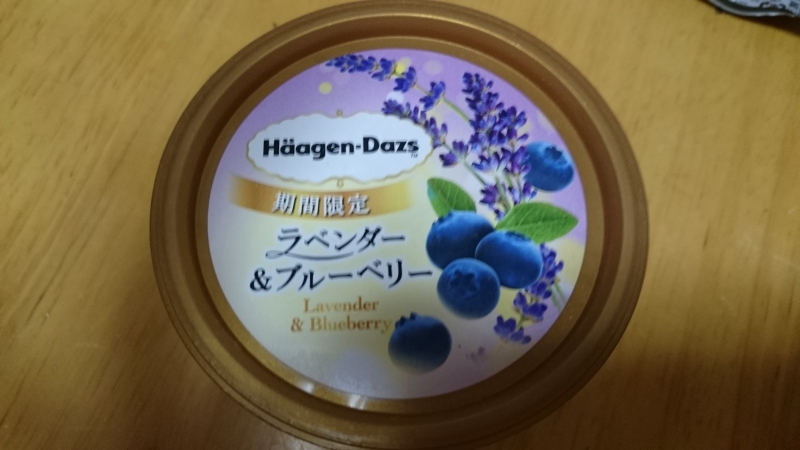 Häagen-Dazs
TM
期間限定
ラベンダー
&ブルーベリー
Lavender
& Blueberry